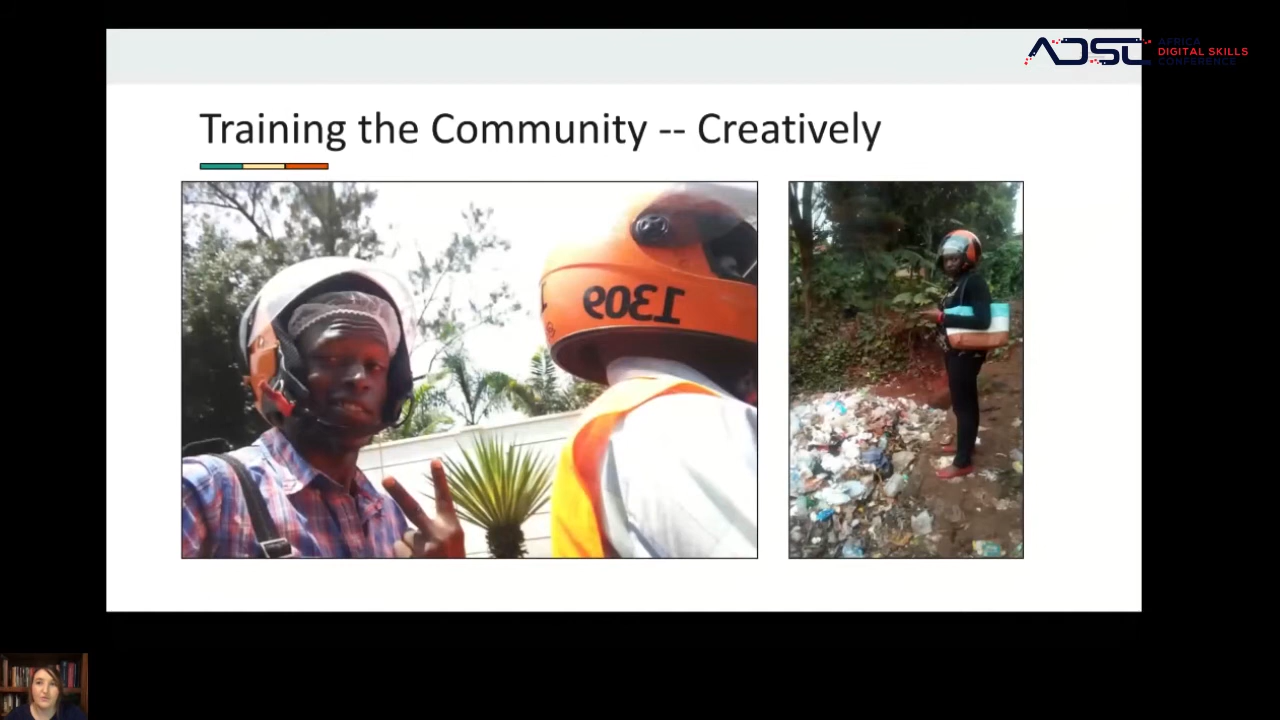 ADSC
AFRICA
DIGITAL SKILLS
CONFERENCE
Training the Community -- Creatively
1309